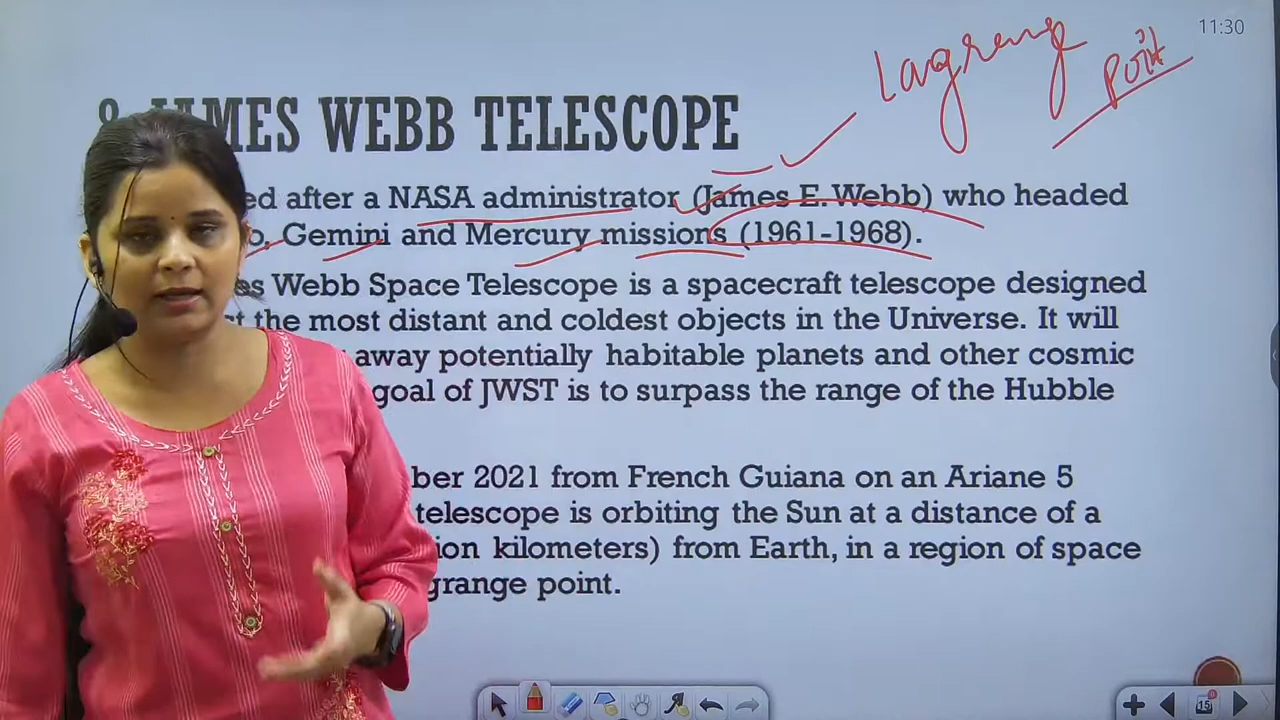 11:30
Lagrange
Point
8. JAMES WEBB TELESCOPE
ed after a NASA administrator (James E. Webb) who headed
o, Gemini and Mercury missions (1961-1968).
es Webb Space Telescope is a spacecraft telescope designed
ct the most distant and coldest objects in the Universe. It will
away potentially habitable planets and other cosmic
goal of JWST is to surpass the range of the Hubble
ber 2021 from French Guiana on an Ariane 5
telescope is orbiting the Sun at a distance of a
ion kilometers) from Earth, in a region of space
grange point.
15